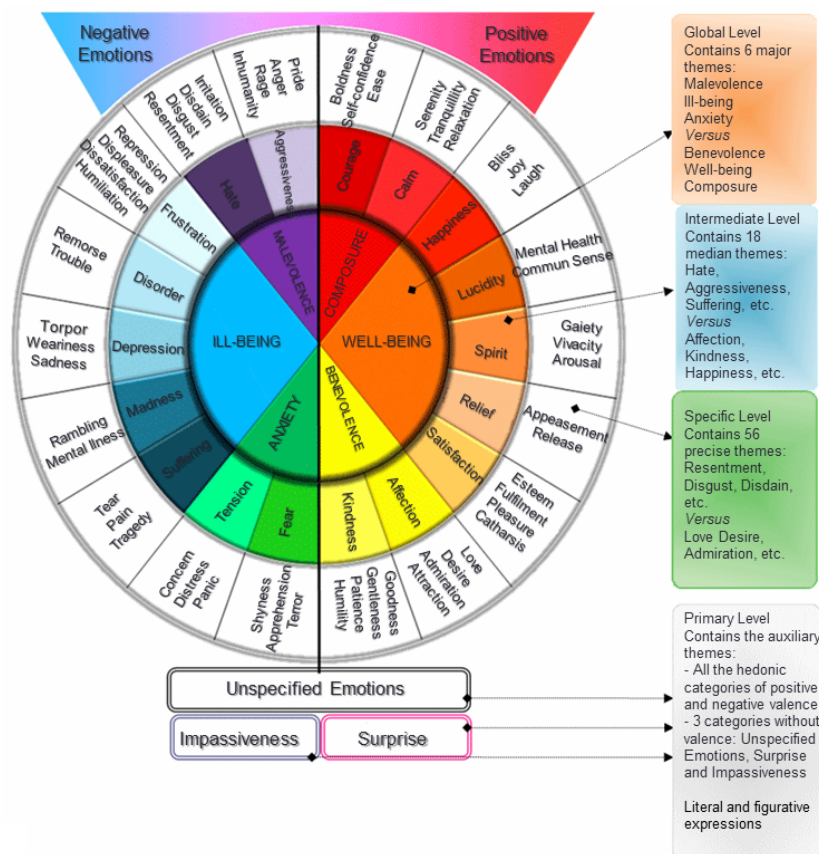 Negative
Emotions
Positive
Emotions
Irritation
Disdain
Disgust
Resentment
Pride
Anger
Rage
Inhumanity
Boldness
Self-confidence
Ease
Serenity
Tranquillity
Relaxation
Bliss
Joy
Laugh
Mental Health
Commun Sense
Gaiety
Vivacity
Arousal
Appeasement
Release
Esteem
Fulfilment
Pleasure
Catharsis
Love
Desire
Admiration
Attraction
Goodness
Gentleness
Patience
Humility
Shyness
Apprehension
Terror
Concern
Distress
Panic
Tear
Pain
Tragedy
Rambling
Mental Ilness
Torpor
Weariness
Sadness
Remorse
Trouble
Repression
Displeasure
Dissatisfaction
Humiliation
Hate
Aggressiveness
Courage
Calm
Happiness
Lucidity
Spirit
Relief
Satisfaction
Affection
Kindness
Fear
Tension
Suffering
Madness
Depression
Disorder
Frustration
MALEVOLENCE
COMPOSURE
WELL-BEING
BENEVOLENCE
ANXIETY
ILL-BEING
Unspecified Emotions
Impassiveness
Surprise
Global Level
Contains 6 major
themes:
Malevolence
Ill-being
Anxiety
Versus
Benevolence
Well-being
Composure
Intermediate Level
Contains 18
median themes:
Hate,
Aggressiveness,
Suffering, etc.
Versus
Affection,
Kindness,
Happiness, etc.
Specific Level
Contains 56
precise themes:
Resentment,
Disgust, Disdain,
etc.
Versus
Love Desire,
Admiration, etc.
Primary Level
Contains the auxiliary
themes:
- All the hedonic
categories of positive
and negative valence
- 3 categories without
valence: Unspecified
Emotions, Surprise
and Impassiveness
Literal and figurative
expressions